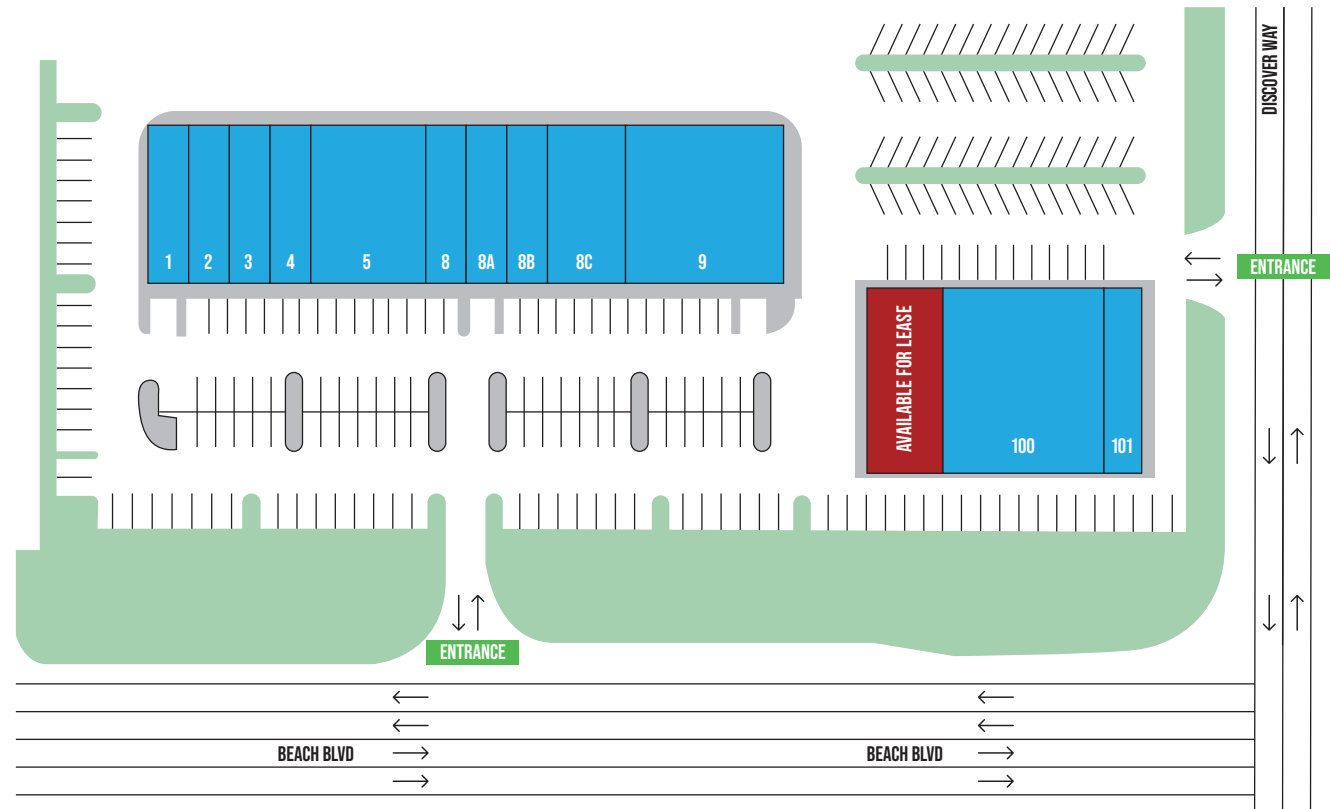 DISCOVER WAY
1 2 3 4 5 8 8A 8B 8C 9
ENTRANCE
AVAILABLE FOR LEASE
100 101
ENTRANCE
BEACH BLVD BEACH BLVD